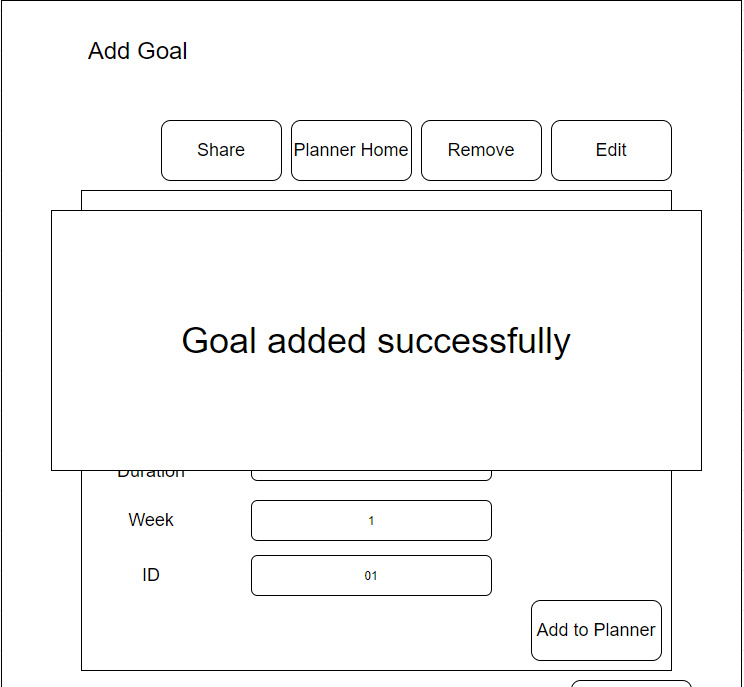 Add Goal
Share
Planner Home
Remove
Edit
Goal added successfully
Duration
Week
1
ID
01
Add to Planner